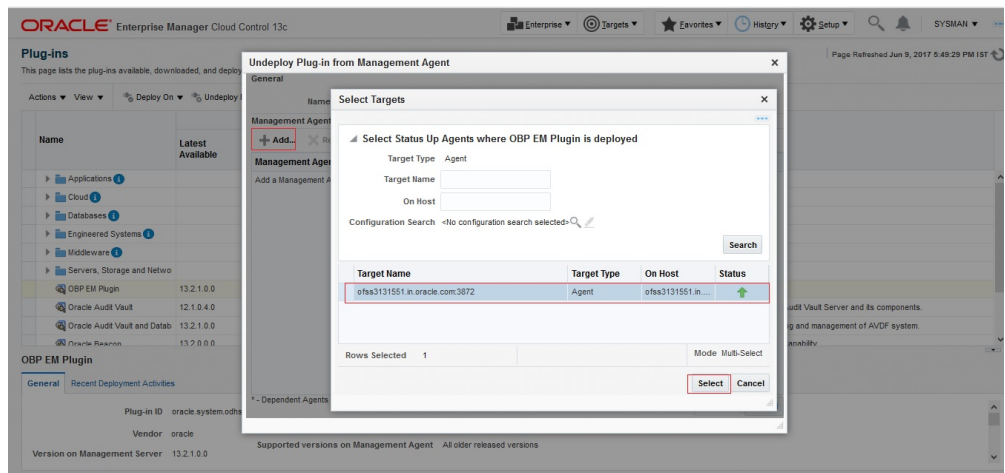 ORACLE Enterprise Manager Cloud Control 13c
Enterprise Targets Favorites History Setup SYSMAN
Plug-ins
Page Refreshed Jun 9, 2017 5:49:29 PM IST
This page lists the plug-ins available, downloaded, and deploy
Actions View Deploy On Undeploy
Name
Latest Available
Applications
Cloud
Databases
Engineered Systems
Middleware
Servers, Storage and Netwo
OBP EM Plugin 13.2.1.0.0
Oracle Audit Vault 12.1.0.4.0
Oracle Audit Vault and Datab 13.2.1.0.0
Oracle Beacon 13.2.0.0.0
udit Vault Server and its components.
g and management of AVDF system.
OBP EM Plugin
General Recent Deployment Activities
Plug-in ID oracle.system.odhs
Vendor oracle
Version on Management Server 13.2.1.0.0
Undeploy Plug-in from Management Agent
General
Name
Management Agent
Add...
Management Agen
Add a Management A
* - Dependent Agents
Supported versions on Management Agent All older released versions
Select Targets
Select Status Up Agents where OBP EM Plugin is deployed
Target Type Agent
Target Name
On Host
Configuration Search <No configuration search selected>
Search
Target Name Target Type On Host Status
ofss3131551.in.oracle.com:3872 Agent ofss3131551.in....
Rows Selected 1 Mode Multi-Select
Select Cancel